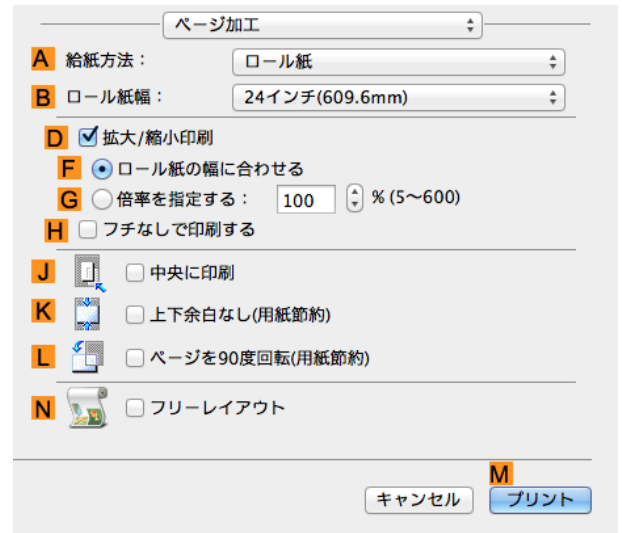 ページ加工
A 給紙方法： ロール紙
B ロール紙幅： 24インチ(609.6mm)
D 拡大/縮小印刷
F ロール紙の幅に合わせる
G 倍率を指定する： 100 % (5〜600)
H フチなしで印刷する
J 中央に印刷
K 上下余白なし(用紙節約)
L ページを90度回転(用紙節約)
N フリーレイアウト
M
キャンセル プリント